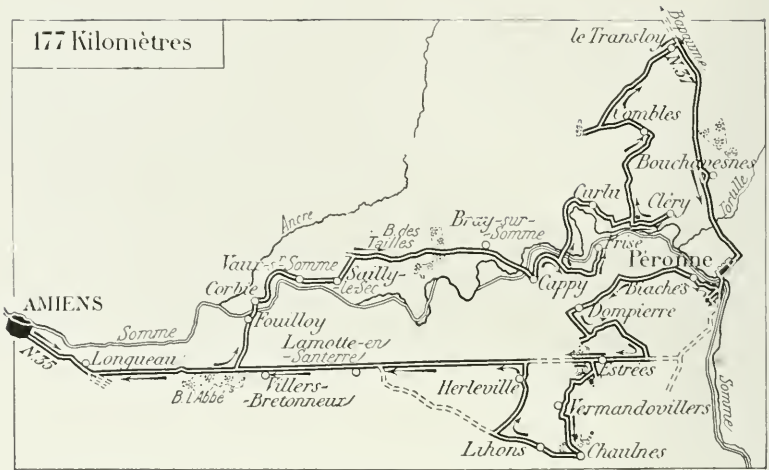 177 Kilomètres
Bapaume
le Transloy
N.37
Combles
Bouchavesnes
Tortille
Curlu
Cléry
Ancre
B. des
Tailles
Bray-sur-
Somme
Frise
Péronne
Vaux-sr-Somme
Sailly-
le-Sec
Cappy
Biaches
Corbie
AMIENS
Somme
Fouilloy
Dompierre
Lamotte-en
-Santerre
N.35
Longueau
Estrées
B. l'Abbé
Villers-
-Bretonneux
Herleville
Vermandovillers
Somme
Lihons
Chaulnes